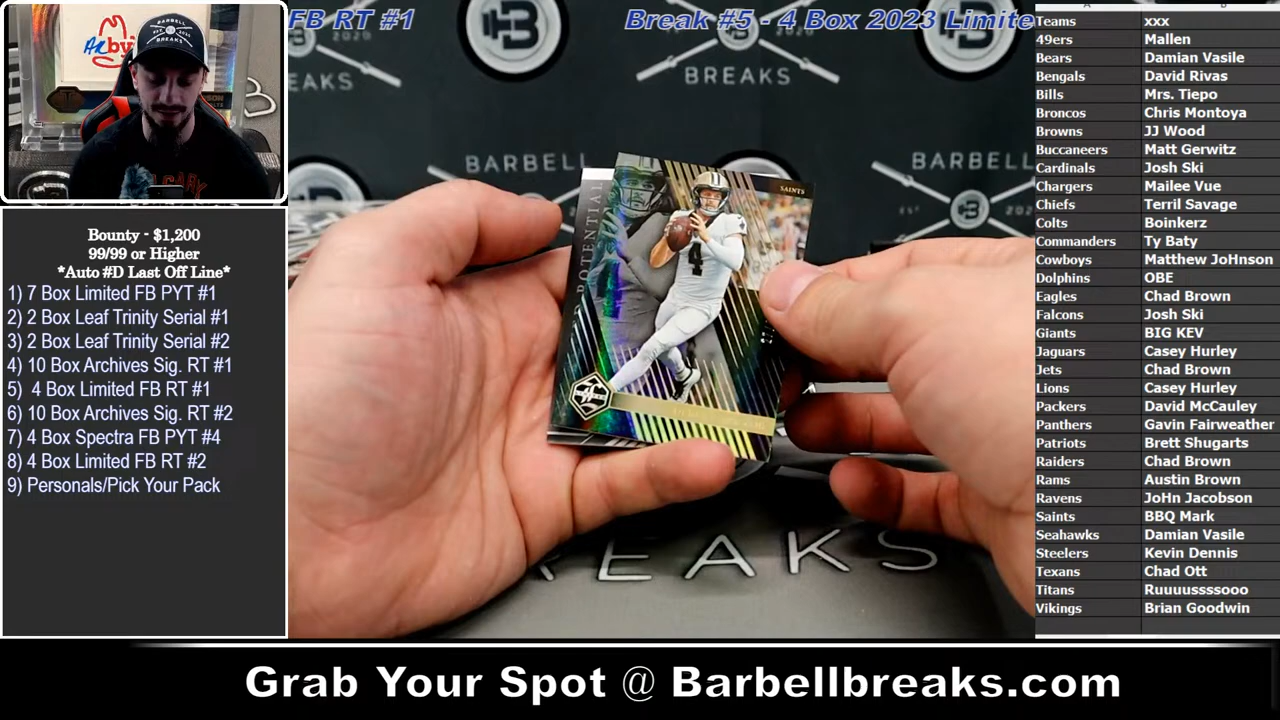 FB RT #1
Break #5 - 4 Box 2023 Limite
BREAKS
BARBELL
BREAKS
BARBELL
SAINTS
POTENTIAL
4
BREAKS
Bounty - $1,200
99/99 or Higher
*Auto #D Last Off Line*
1) 7 Box Limited FB PYT #1
2) 2 Box Leaf Trinity Serial #1
3) 2 Box Leaf Trinity Serial #2
4) 10 Box Archives Sig. RT #1
5) 4 Box Limited FB RT #1
6) 10 Box Archives Sig. RT #2
7) 4 Box Spectra FB PYT #4
8) 4 Box Limited FB RT #2
9) Personals/Pick Your Pack
Teams xxx
49ers Mallen
Bears Damian Vasile
Bengals David Rivas
Bills Mrs. Tiepo
Broncos Chris Montoya
Browns JJ Wood
Buccaneers Matt Gerwitz
Cardinals Josh Ski
Chargers Mailee Vue
Chiefs Terril Savage
Colts Boinkerz
Commanders Ty Baty
Cowboys Matthew JoHnson
Dolphins OBE
Eagles Chad Brown
Falcons Josh Ski
Giants BIG KEV
Jaguars Casey Hurley
Jets Chad Brown
Lions Casey Hurley
Packers David McCauley
Panthers Gavin Fairweather
Patriots Brett Shugarts
Raiders Chad Brown
Rams Austin Brown
Ravens JoHn Jacobson
Saints BBQ Mark
Seahawks Damian Vasile
Steelers Kevin Dennis
Texans Chad Ott
Titans Ruuuussssooo
Vikings Brian Goodwin
Grab Your Spot @ Barbellbreaks.com